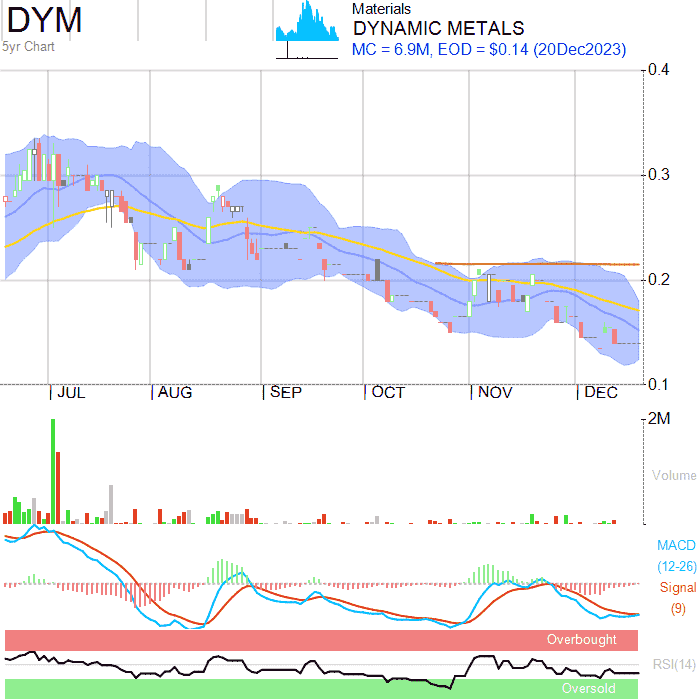 DYM
5yr Chart
Materials
DYNAMIC METALS
MC = 6.9M, EOD = $0.14 (20Dec2023)
0.4
0.3
0.2
0.1
JUL
AUG
SEP
OCT
NOV
DEC
2M
Volume
MACD
(12-26)
Signal
(9)
Overbought
RSI(14)
Oversold